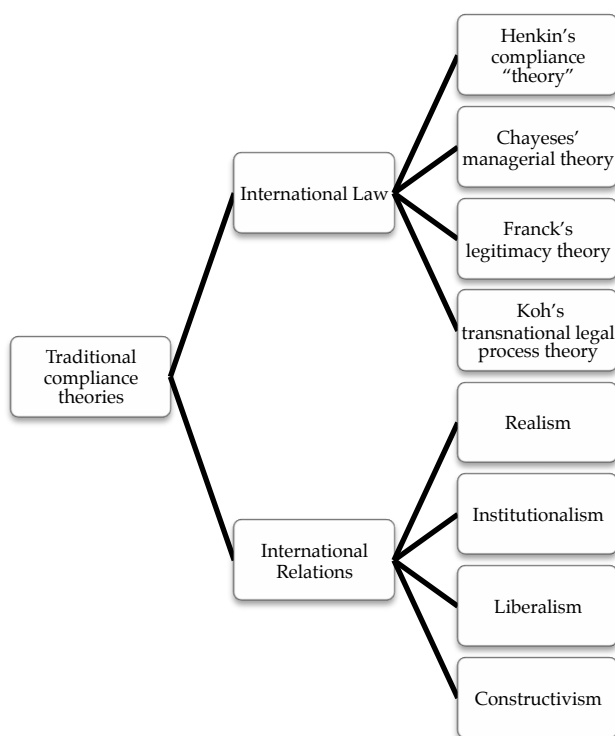 Henkin’s
compliance
“theory”
Chayeses’
managerial theory
International Law
Franck’s
legitimacy theory
Koh’s
transnational legal
process theory
Traditional
compliance
theories
Realism
Institutionalism
International
Relations
Liberalism
Constructivism